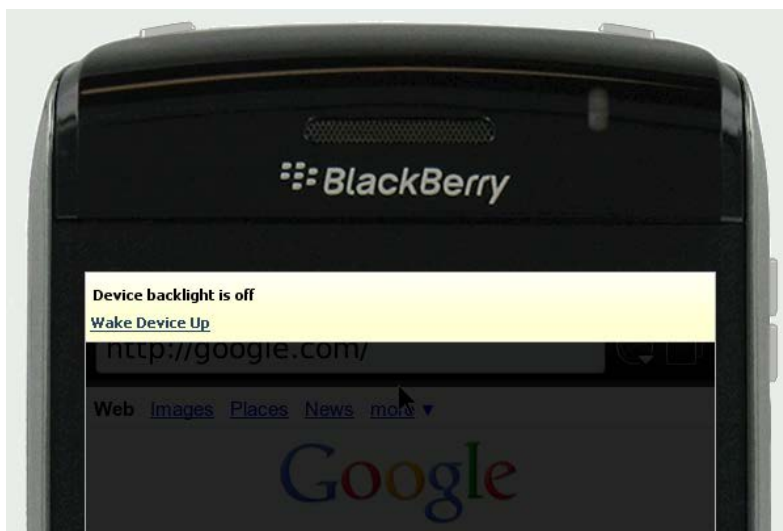 BlackBerry
Device backlight is off
Wake Device Up
http://google.com/
Web Images Places News more ▼
Google